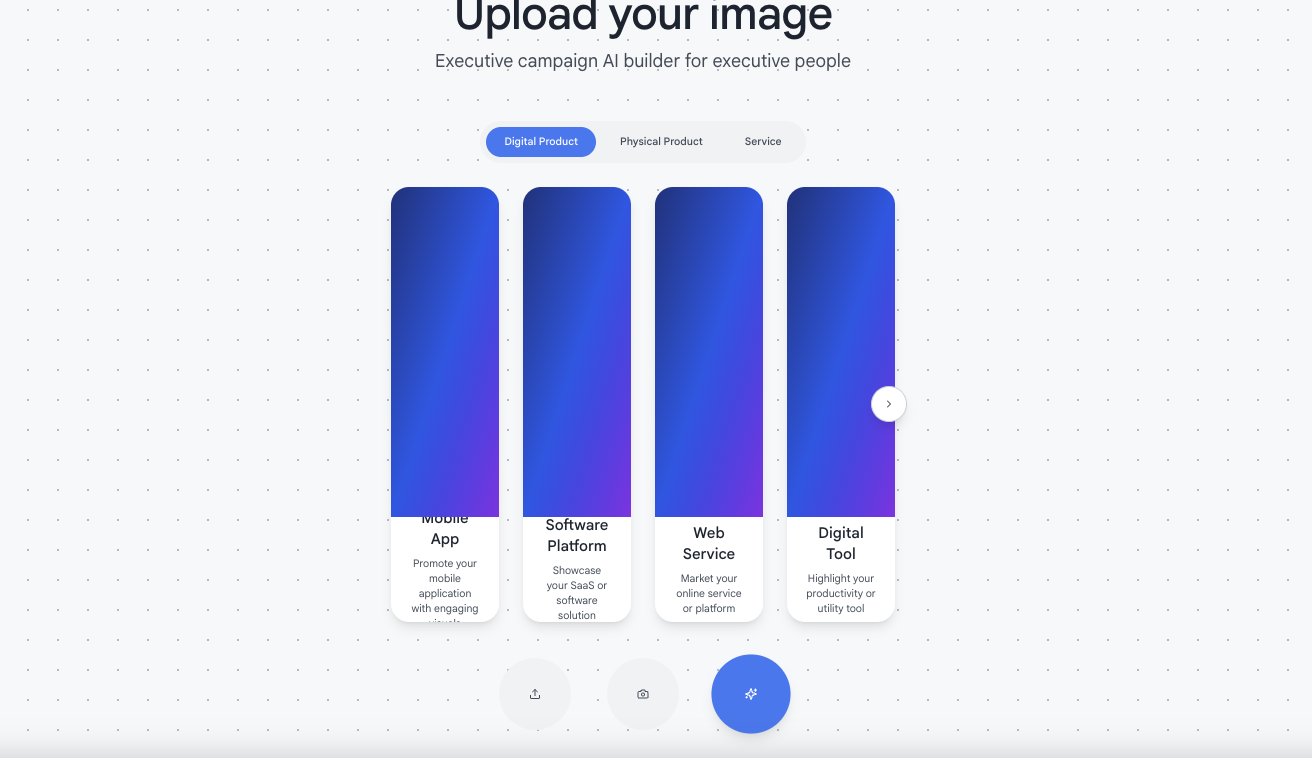 Upload your image
Executive campaign AI builder for executive people
Digital Product
Physical Product
Service
Mobile
App
Promote your
mobile
application
with engaging
visuals
Software
Platform
Showcase
your SaaS or
software
solution
Web
Service
Market your
online service
or platform
Digital
Tool
Highlight your
productivity or
utility tool